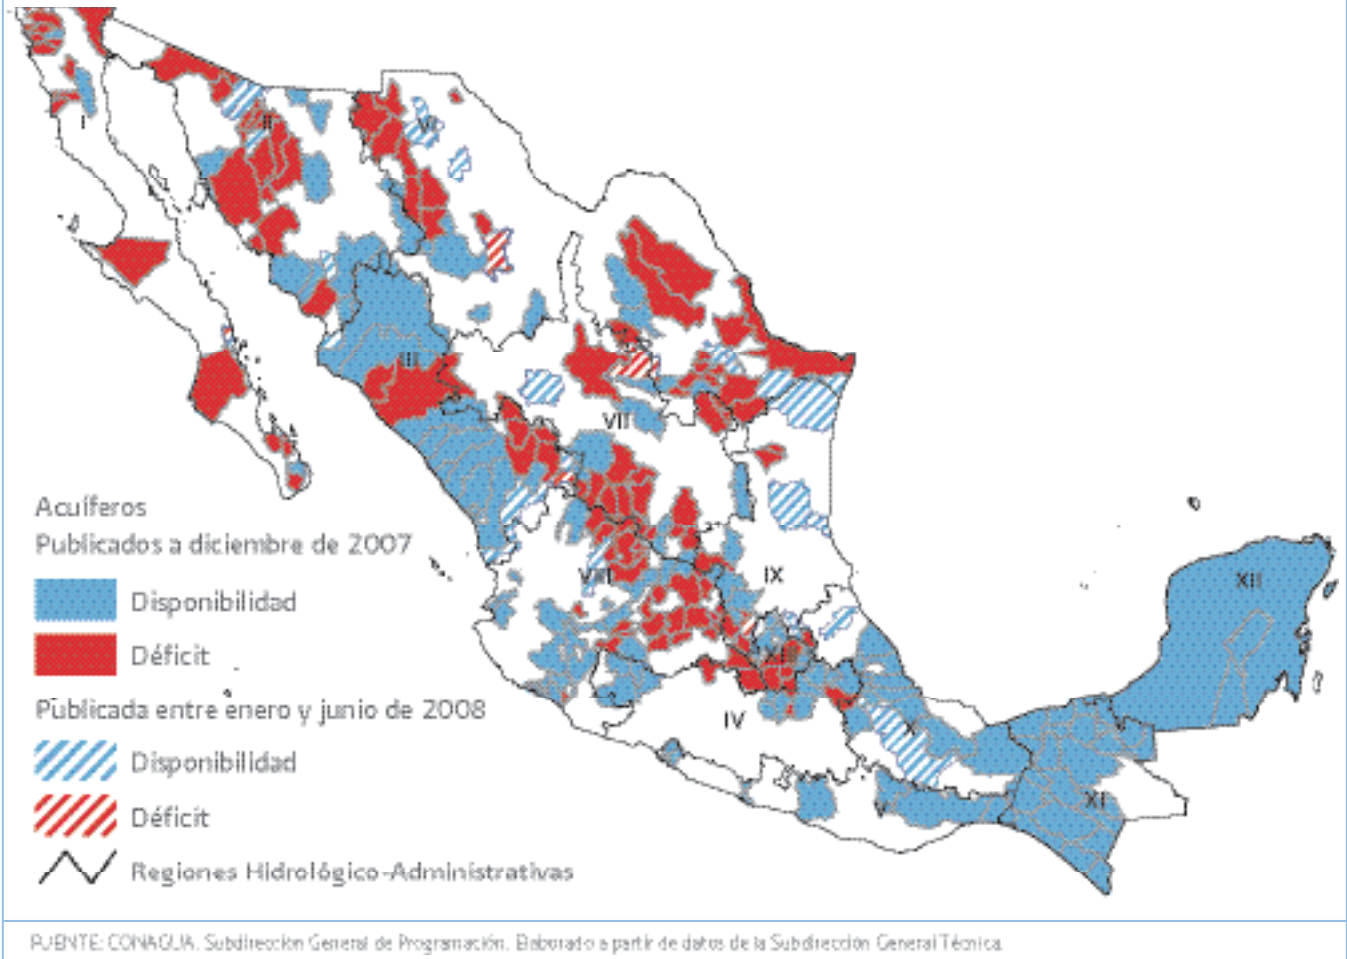 I
II
VI
III
VII
Acuíferos
Publicados a diciembre de 2007
Disponibilidad
Déficit
VIII
IX
XII
XIII
Publicada entre enero y junio de 2008
IV
Disponibilidad
V
XI
Déficit
Regiones Hidrológico-Administrativas
FUENTE: CONAGUA. Subdirección General de Programación. Elaborado a partir de datos de la Subdirección General Técnica.